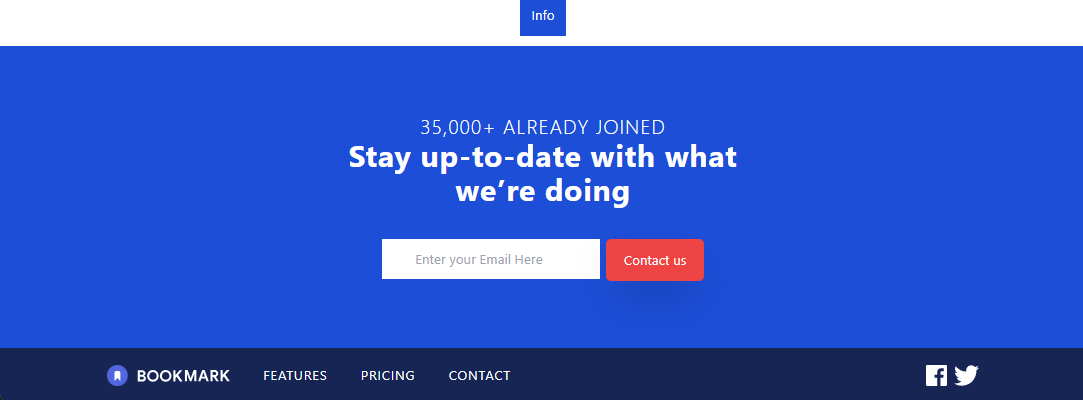 Info
35,000+ ALREADY JOINED
Stay up-to-date with what
we’re doing
Enter your Email Here
Contact us
BOOKMARK FEATURES PRICING CONTACT